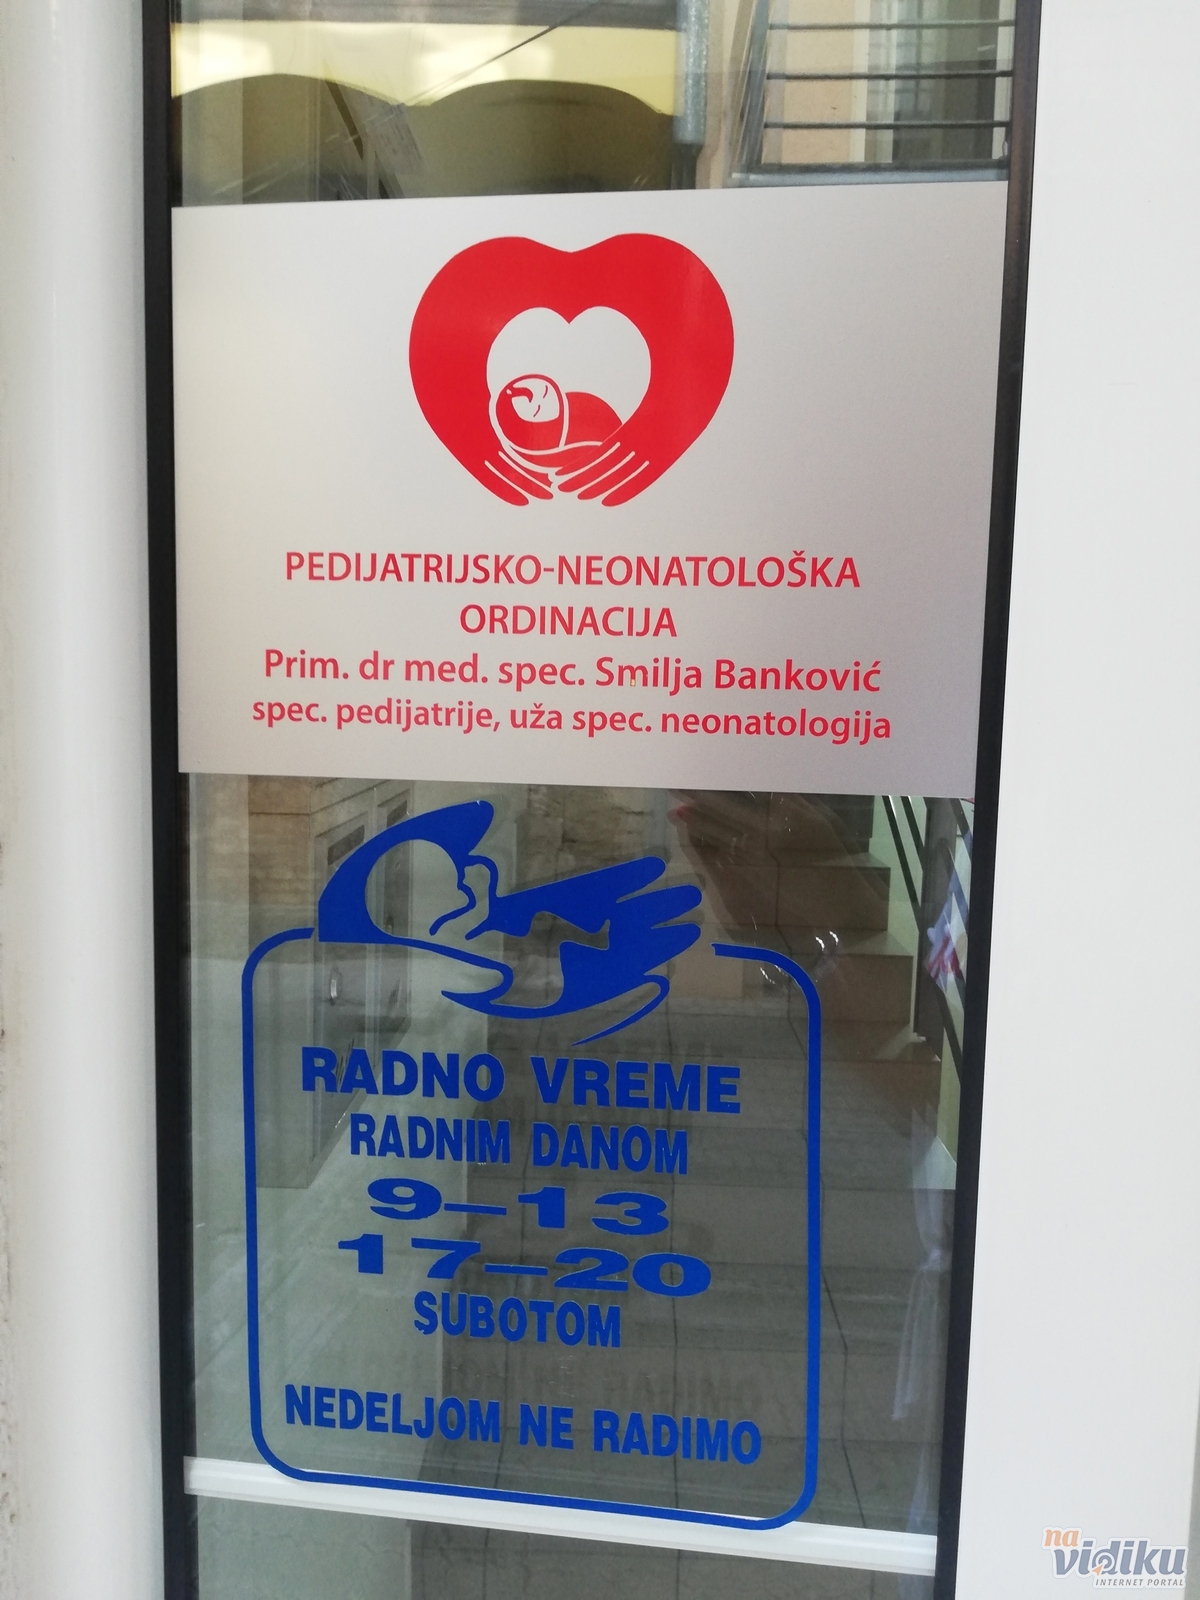 PEDIJATRIJSKO-NEONATOLOŠKA
ORDINACIJA
Prim. dr med. spec. Smilja Banković
spec. pedijatrije, uža spec. neonatologija
RADNO VREME
RADNIM DANOM
9–13
17–20
SUBOTOM
NEDELJOM NE RADIMO
na
vidiku
INTERNET PORTAL